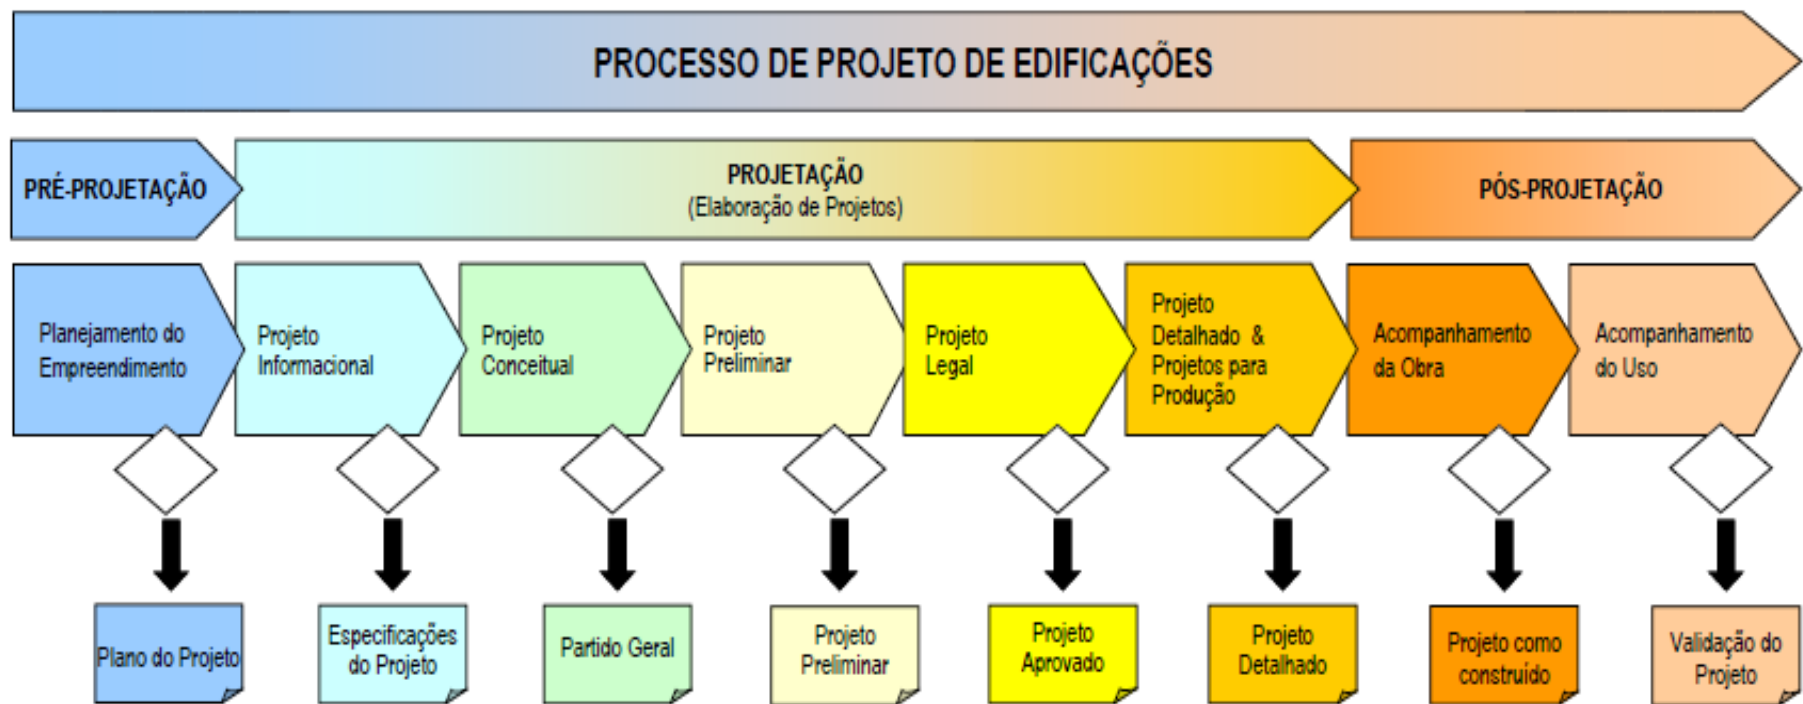 PROCESSO DE PROJETO DE EDIFICAÇÕES
PRÉ-PROJETAÇÃO
PROJETAÇÃO
(Elaboração de Projetos)
PÓS-PROJETAÇÃO
Planejamento do
Empreendimento
Projeto
Informacional
Projeto
Conceitual
Projeto
Preliminar
Projeto
Legal
Projeto
Detalhado &
Projetos para
Produção
Acompanhamento
da Obra
Acompanhamento
do Uso
Plano do Projeto
Especificações
do Projeto
Partido Geral
Projeto
Preliminar
Projeto
Aprovado
Projeto
Detalhado
Projeto como
construído
Validação do
Projeto